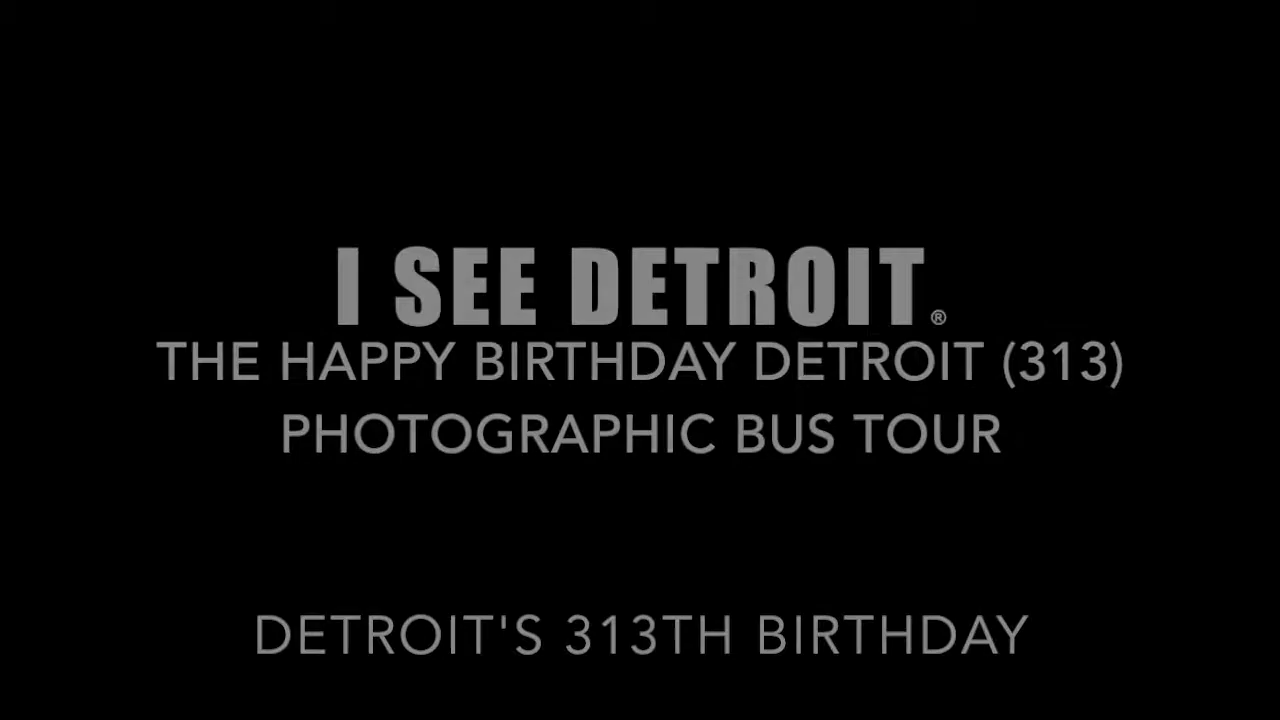 I SEE DETROIT®
THE HAPPY BIRTHDAY DETROIT (313)
PHOTOGRAPHIC BUS TOUR
DETROIT'S 313TH BIRTHDAY